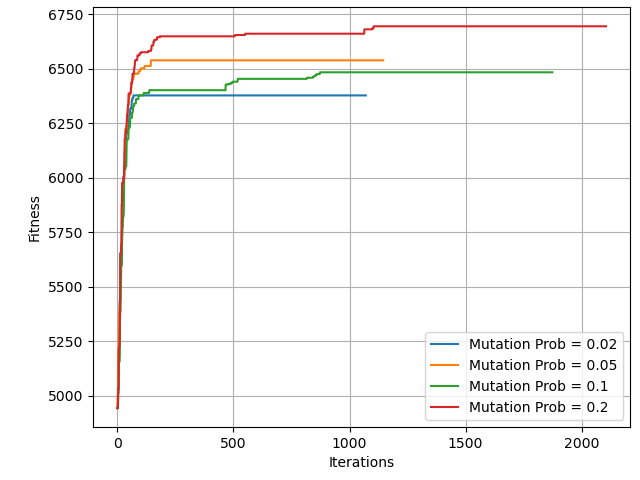 6750
6500
6250
6000
5750
5500
5250
5000
Fitness
0
500
1000
1500
2000
Iterations
Mutation Prob = 0.02
Mutation Prob = 0.05
Mutation Prob = 0.1
Mutation Prob = 0.2